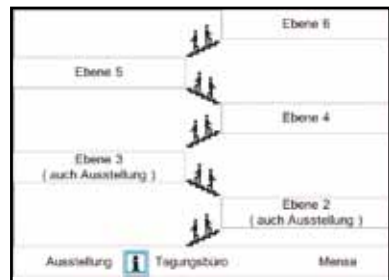 Ebene 6
Ebene 5
Ebene 4
Ebene 3
( auch Ausstellung )
Ebene 2
( auch Ausstellung )
Ausstellung i Tagungsbüro Mensa